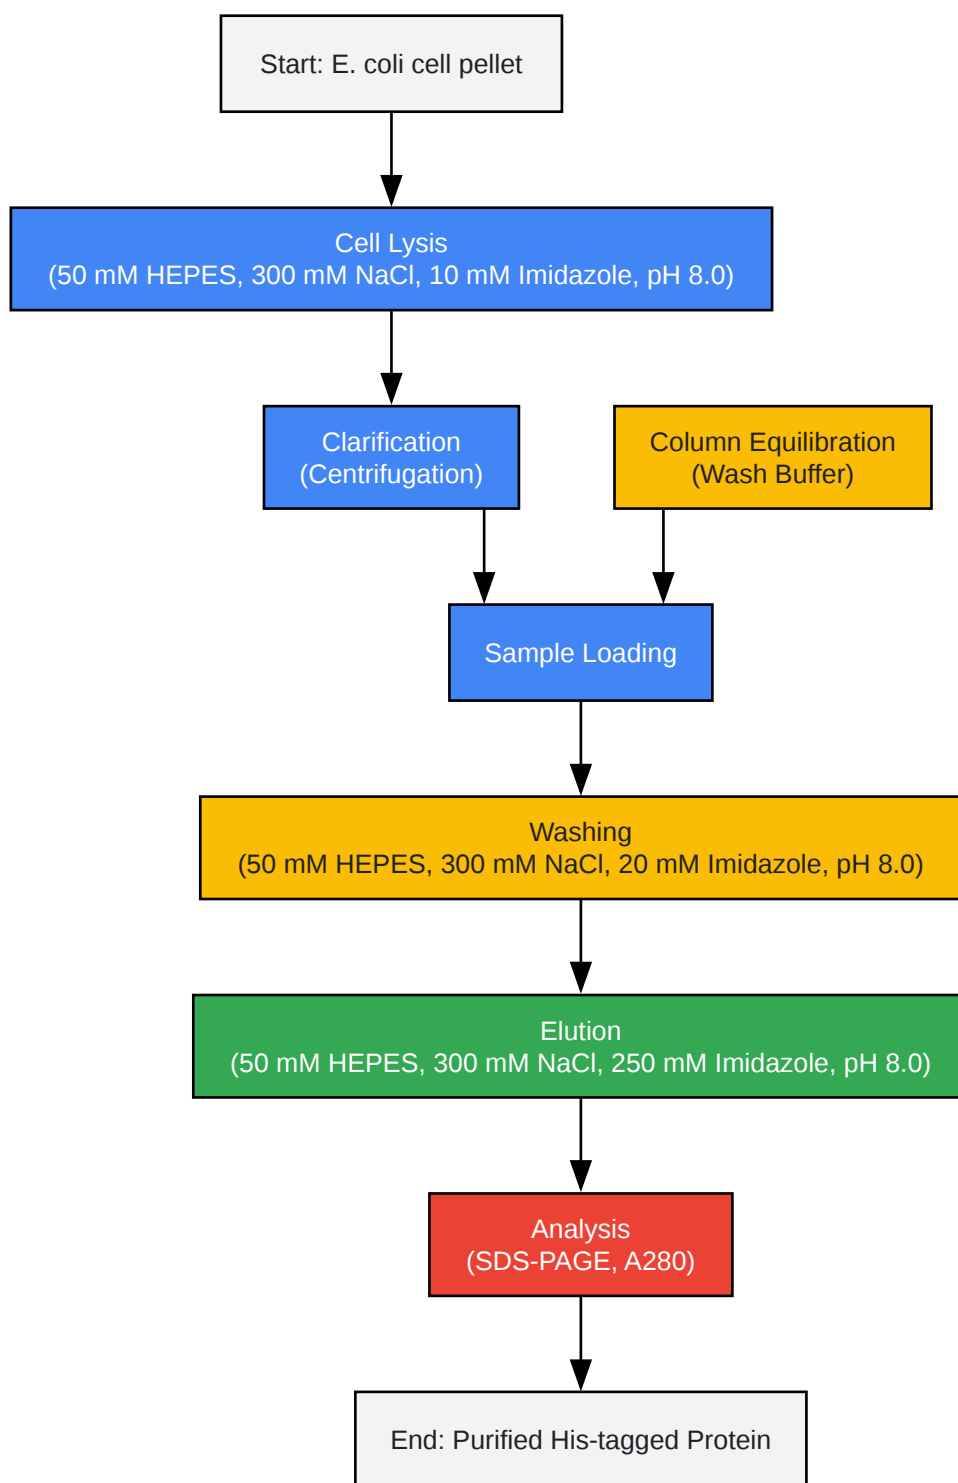 Start: E. coli cell pellet
Cell Lysis
(50 mM HEPES, 300 mM NaCl, 10 mM Imidazole, pH 8.0)
Clarification
(Centrifugation)
Column Equilibration
(Wash Buffer)
Sample Loading
Washing
(50 mM HEPES, 300 mM NaCl, 20 mM Imidazole, pH 8.0)
Elution
(50 mM HEPES, 300 mM NaCl, 250 mM Imidazole, pH 8.0)
Analysis
(SDS-PAGE, A280)
End: Purified His-tagged Protein